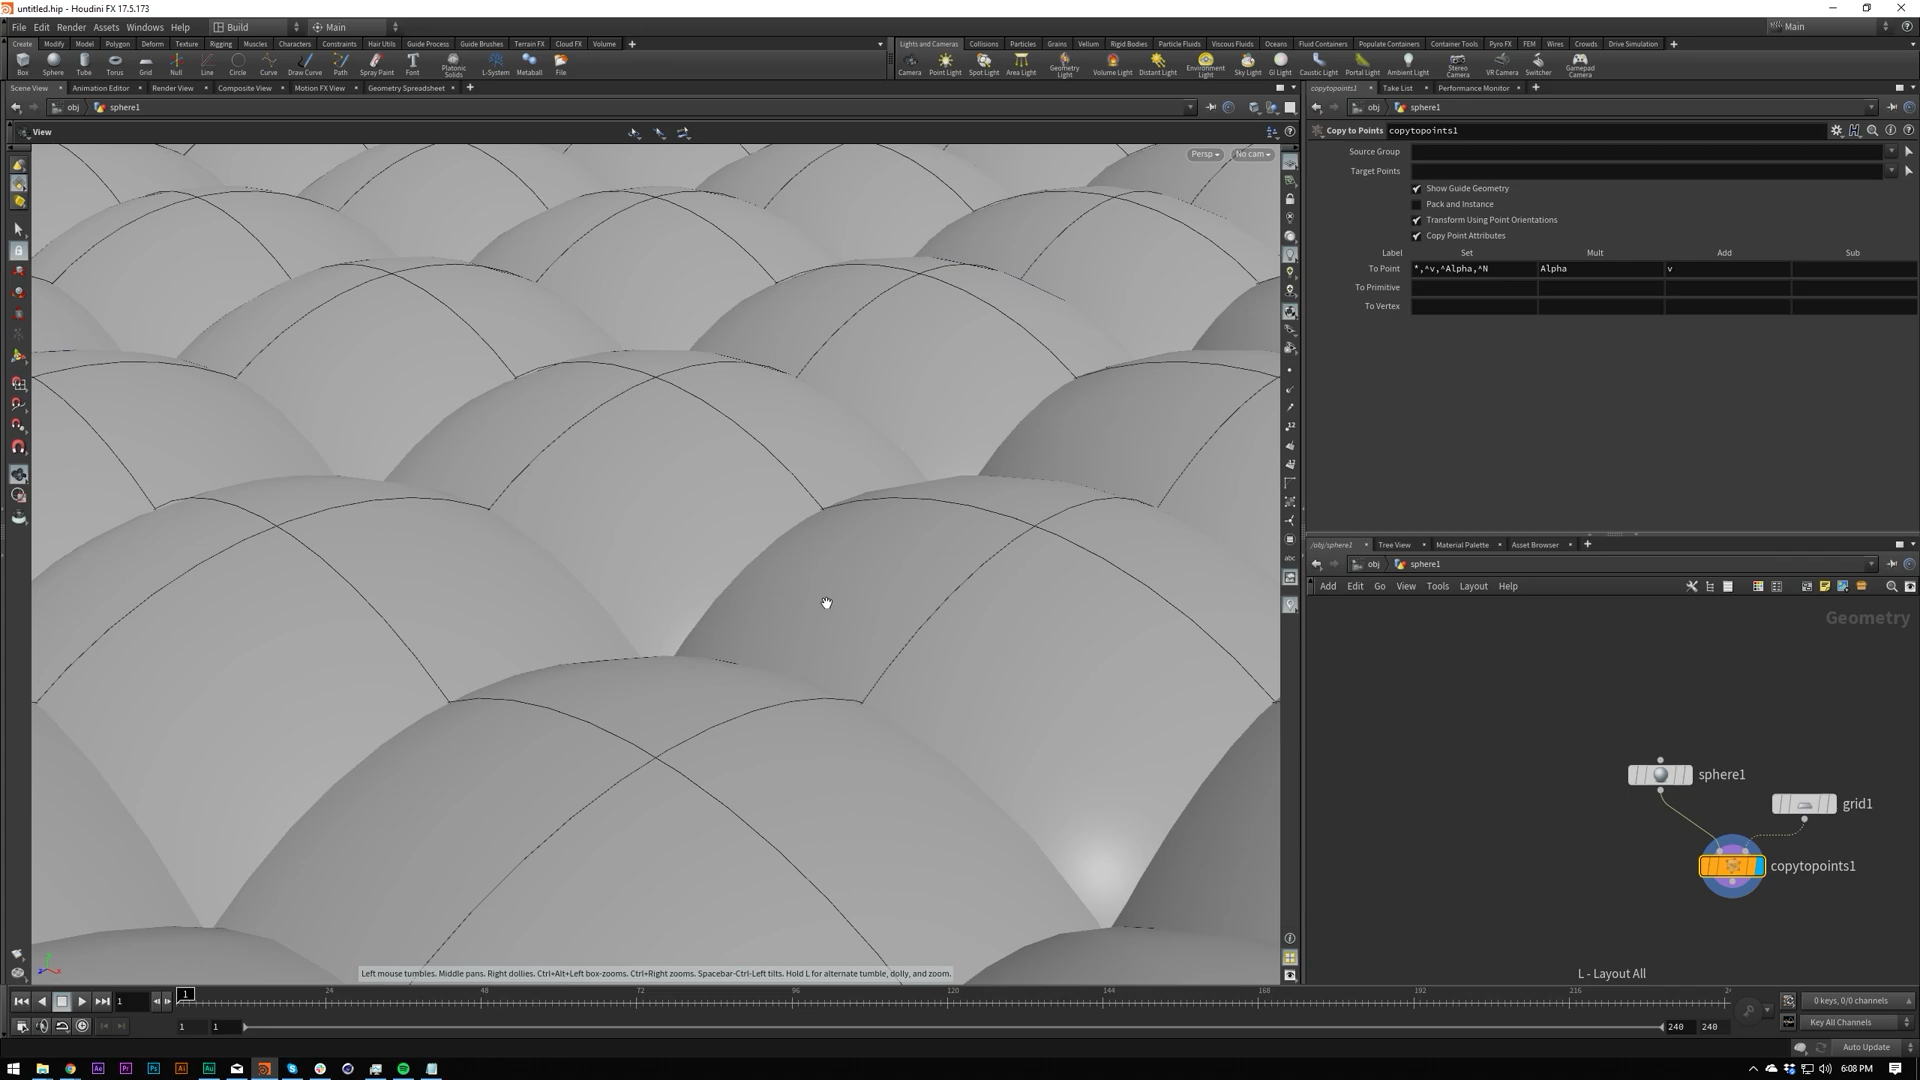 untitled.hip - Houdini FX 17.5.173
File Edit Render Assets Windows Help Build Main Main
Create Modify Model Polygon Deform Texture Rigging Muscles Characters Constraints Hair Utils Guide Process Guide Brushes Terrain FX Cloud FX Volume
Lights and Cameras Collisions Particles Grains Vellum Rigid Bodies Particle Fluids Viscous Fluids Oceans Fluid Containers Populate Containers Container Tools Pyro FX FEM Wires Crowds Drive Simulation
Box Sphere Tube Torus Grid Null Line Circle Curve Draw Curve Path Spray Paint Font Platonic Solids L-System Metaball File
Camera Point Light Spot Light Area Light Geometry Light Volume Light Distant Light Environment Light Sky Light GI Light Caustic Light Portal Light Ambient Light Stereo Camera VR Camera Switcher Gamepad Camera
Scene View Animation Editor Render View Composite View Motion FX View Geometry Spreadsheet
obj sphere1
View
Persp No cam
Left mouse tumbles. Middle pans. Right dollies. Ctrl+Alt+Left box-zooms. Ctrl+Right zooms. Spacebar-Ctrl-Left tilts. Hold L for alternate tumble, dolly, and zoom.
copytopoints1 Take List Performance Monitor
obj sphere1
Copy to Points copytopoints1
Source Group
Target Points
Show Guide Geometry
Pack and Instance
Transform Using Point Orientations
Copy Point Attributes
Label Set Mult Add Sub
To Point *,^v,^Alpha,^N Alpha v
To Primitive
To Vertex
/obj/sphere1 Tree View Material Palette Asset Browser
obj sphere1
Add Edit Go View Tools Layout Help
Geometry
sphere1
grid1
copytopoints1
L - Layout All
1 1 24 48 72 96 120 144 168 192 216
0 keys, 0/0 channels
1 1 240 240 Key All Channels
Auto Update
6:08 PM